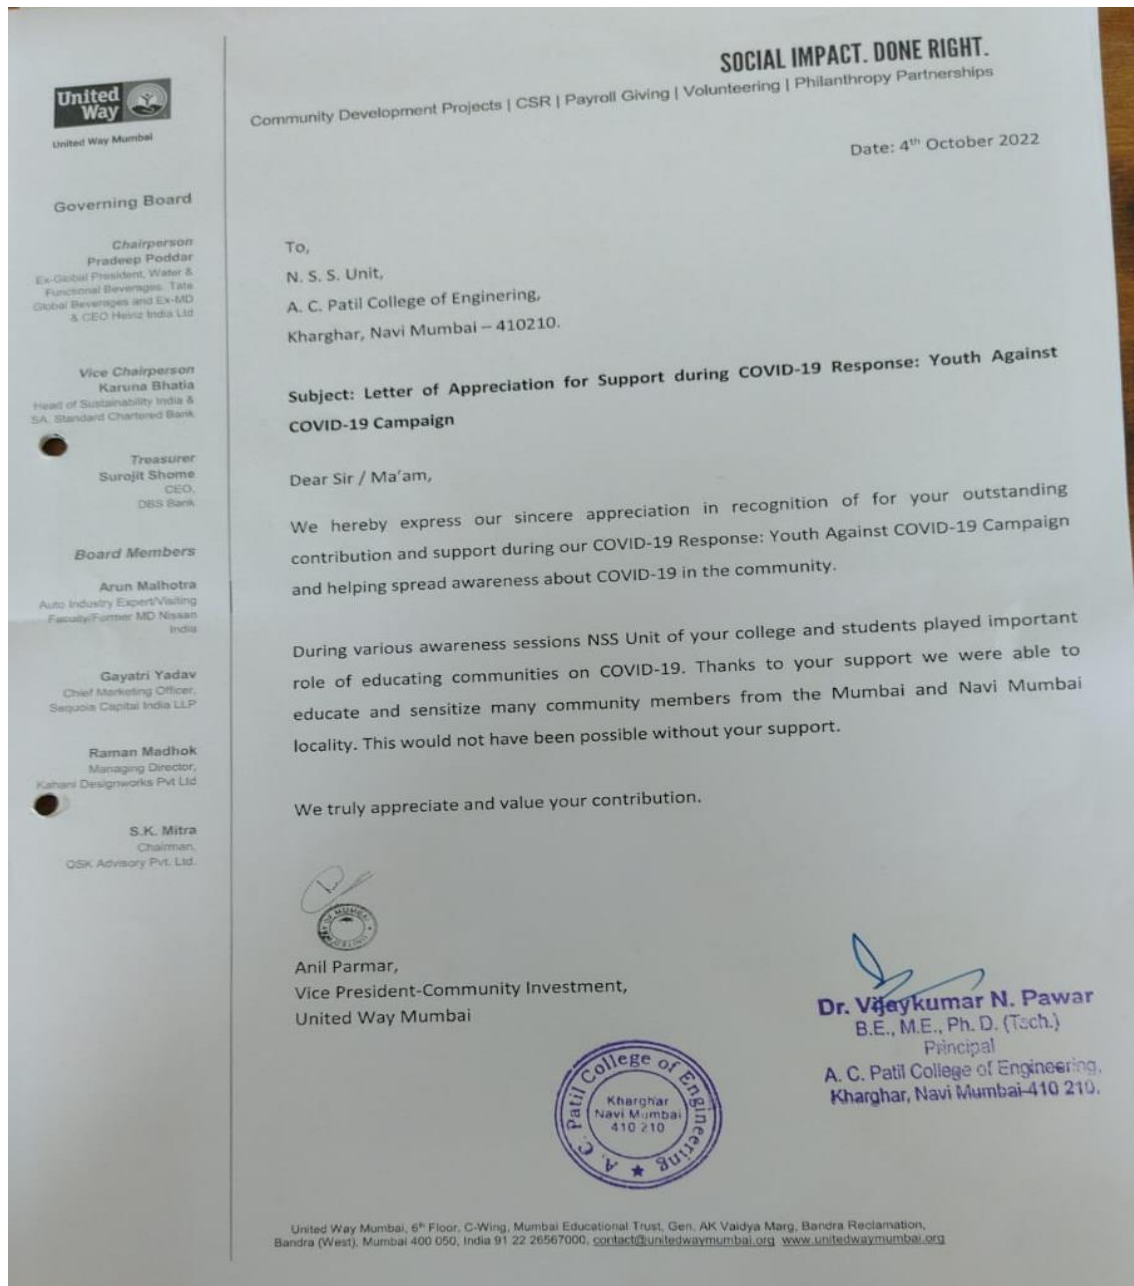 SOCIAL IMPACT. DONE RIGHT.
Community Development Projects | CSR | Payroll Giving | Volunteering | Philanthropy Partnerships
United
Way
United Way Mumbai
Governing Board
Chairperson
Pradeep Poddar
Ex-Global President, Water &
Functional Beverages, Tata
Global Beverages and Ex-MD
& CEO Heinz India Ltd
Vice Chairperson
Karuna Bhatia
Head of Sustainability India &
SA, Standard Chartered Bank
Treasurer
Surojit Shome
CEO,
DBS Bank
Board Members
Arun Malhotra
Auto Industry Expert/Visiting
Faculty/Former MD Nissan
India
Gayatri Yadav
Chief Marketing Officer,
Sequoia Capital India LLP
Raman Madhok
Managing Director,
Kahani Designworks Pvt Ltd
S.K. Mitra
Chairman,
QSK Advisory Pvt. Ltd.
Date: 4th October 2022
To,
N. S. S. Unit,
A. C. Patil College of Enginering,
Kharghar, Navi Mumbai – 410210.
Subject: Letter of Appreciation for Support during COVID-19 Response: Youth Against
COVID-19 Campaign
Dear Sir / Ma'am,
We hereby express our sincere appreciation in recognition of for your outstanding
contribution and support during our COVID-19 Response: Youth Against COVID-19 Campaign
and helping spread awareness about COVID-19 in the community.
During various awareness sessions NSS Unit of your college and students played important
role of educating communities on COVID-19. Thanks to your support we were able to
educate and sensitize many community members from the Mumbai and Navi Mumbai
locality. This would not have been possible without your support.
We truly appreciate and value your contribution.
Anil Parmar,
Vice President-Community Investment,
United Way Mumbai
Dr. Vijaykumar N. Pawar
B.E., M.E., Ph. D. (Tech.)
Principal
A. C. Patil College of Engineering,
Kharghar, Navi Mumbai-410 210.
A. C. Patil College of Engineering
Kharghar
Navi Mumbai
410 210
United Way Mumbai, 6th Floor, C-Wing, Mumbai Educational Trust, Gen. AK Vaidya Marg, Bandra Reclamation,
Bandra (West), Mumbai 400 050, India 91 22 26567000, contact@unitedwaymumbai.org www.unitedwaymumbai.org